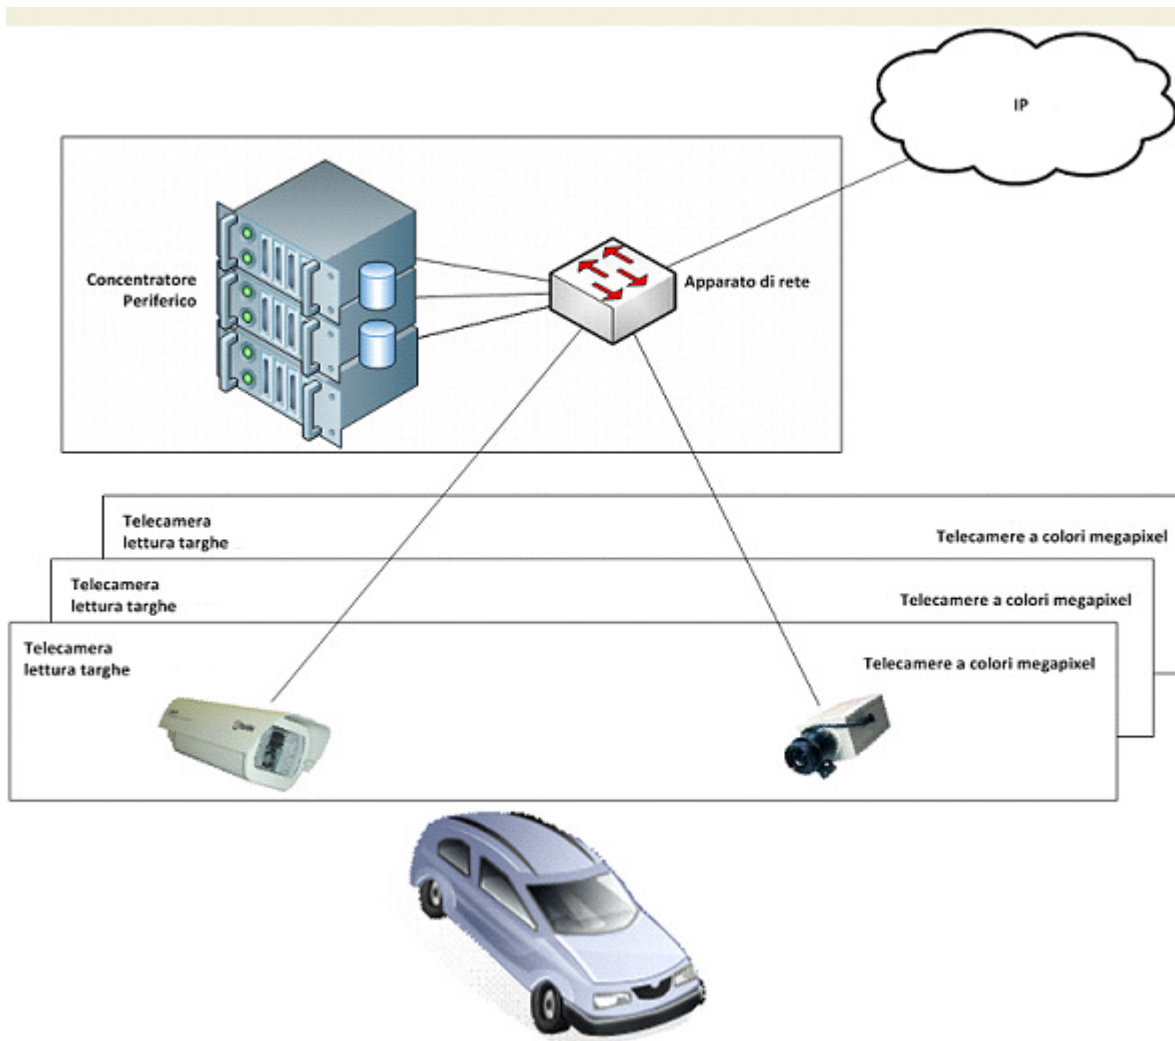 IP
Concentratore
Periferico
Apparato di rete
Telecamera
lettura targhe
Telecamere a colori megapixel
Telecamera
lettura targhe
Telecamere a colori megapixel
Telecamera
lettura targhe
Telecamere a colori megapixel